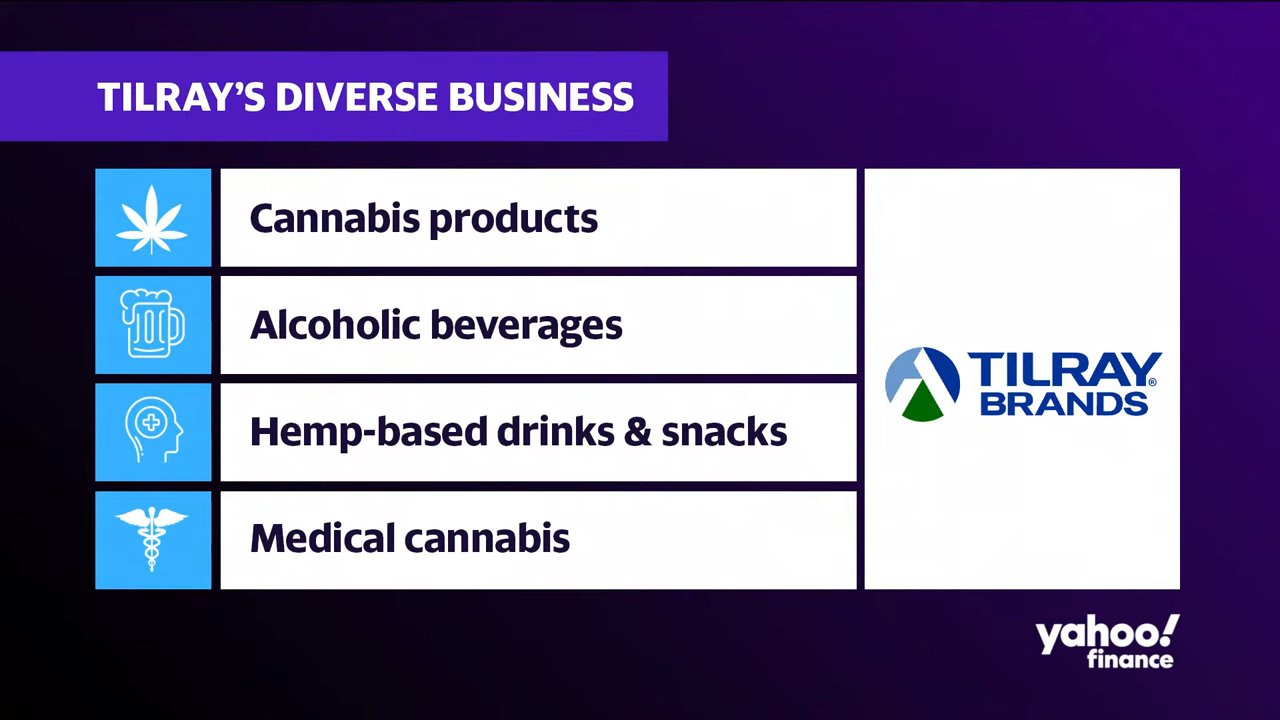 TILRAY’S DIVERSE BUSINESS
Cannabis products
Alcoholic beverages
Hemp-based drinks & snacks
Medical cannabis
TILRAY®
BRANDS
yahoo!
finance